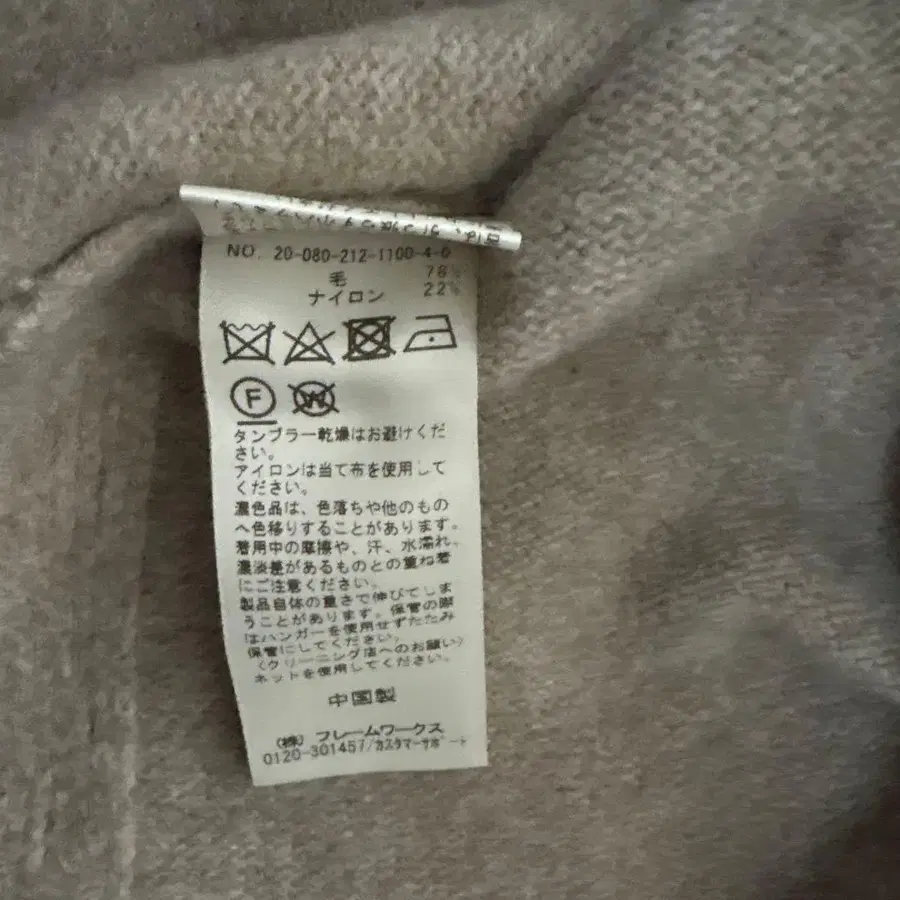 NO. 20-080-212-1100-4-0
毛 78%
ナイロン 22%
F
W
タンブラー乾燥はお避けくだ
さい。
アイロンは当て布を使用して
ください。
濃色品は、色落ちや他のもの
へ色移りすることがあります。
着用中の摩擦や、汗、水濡れ、
濃淡差があるものとの重ね着
にご注意ください。
製品自体の重さで伸びてしま
うことがあります。保管の際
はハンガーを使用せずたたみ
保管にしてください。
〈クリーニング店へのお願い〉
ネットを使用してください。
中国製
(株) フレームワークス
0120-301457/カスタマーサポート